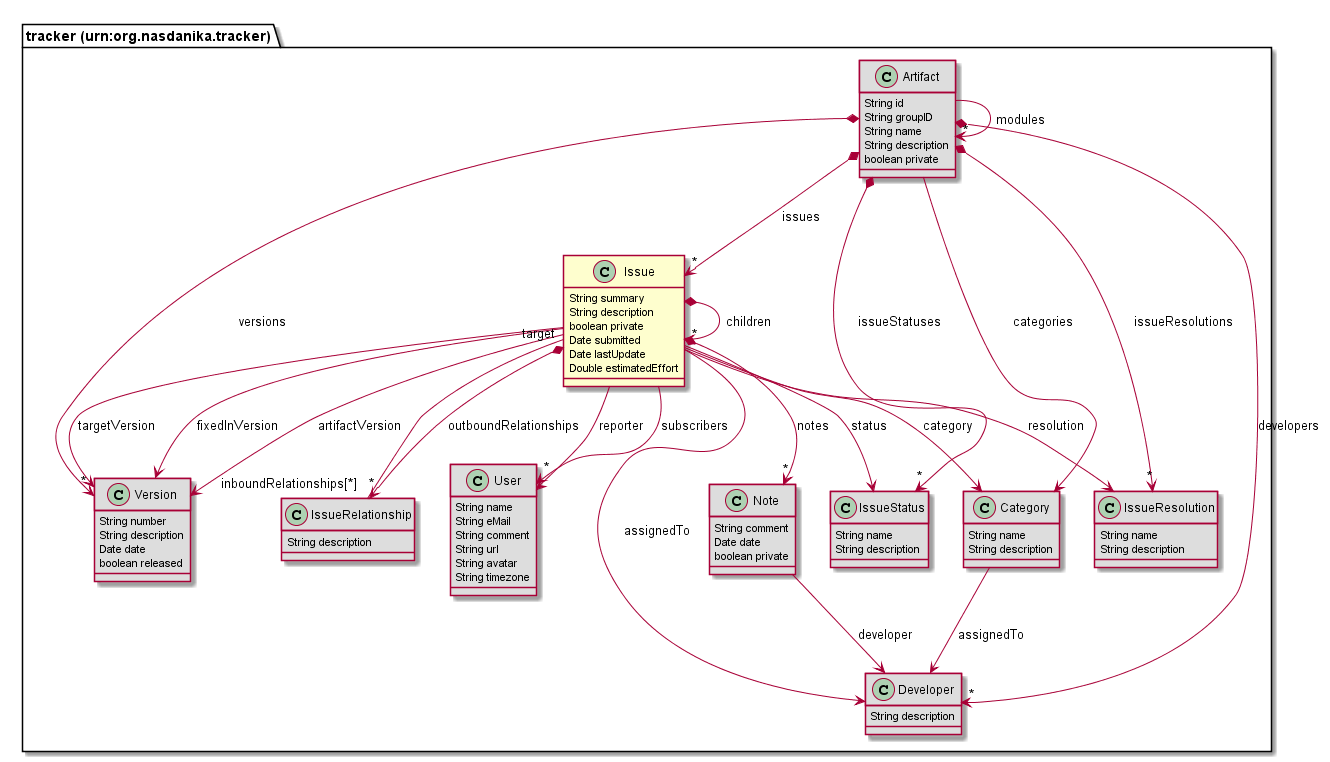 tracker (urn:org.nasdanika.tracker)
C Artifact
String id
String groupID
String name
String description
boolean private
modules
*
issues
*
C Issue
String summary
String description
boolean private
Date submitted
Date lastUpdate
Double estimatedEffort
children
*
target
versions
issueStatuses
categories
issueResolutions
targetVersion
fixedInVersion
artifactVersion
outboundRelationships
reporter
subscribers
notes
status
category
resolution
developers
inboundRelationships[*]
*
*
*
*
*
*
C Version
String number
String description
Date date
boolean released
C IssueRelationship
String description
C User
String name
String eMail
String comment
String url
String avatar
String timezone
assignedTo
C Note
String comment
Date date
boolean private
C IssueStatus
String name
String description
C Category
String name
String description
C IssueResolution
String name
String description
developer
assignedTo
C Developer
String description
*